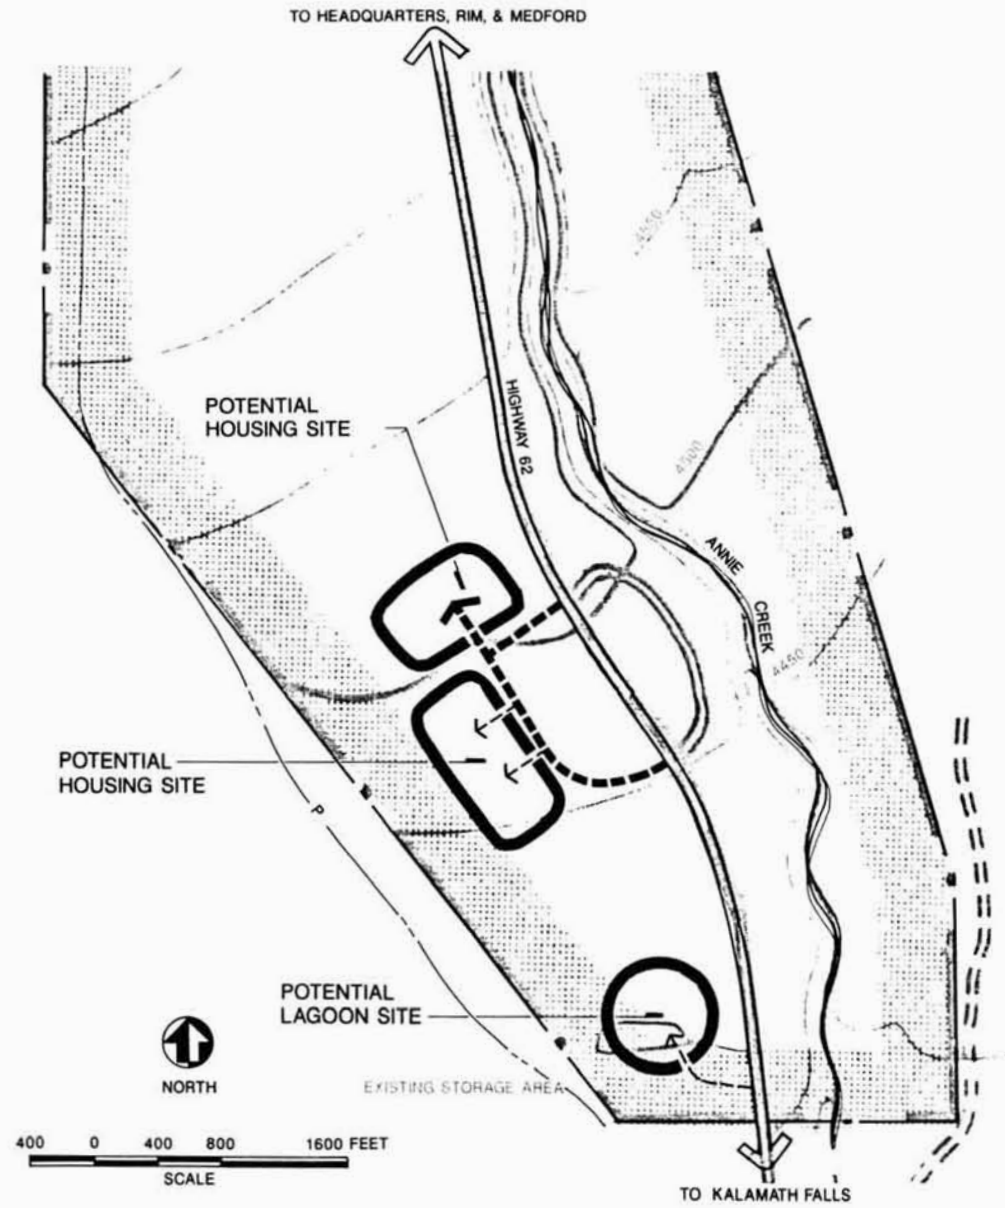 TO HEADQUARTERS, RIM, & MEDFORD
4550
POTENTIAL
HOUSING SITE
HIGHWAY 62
4500
ANNIE
CREEK
4450
POTENTIAL
HOUSING SITE
P
POTENTIAL
LAGOON SITE
NORTH
EXISTING STORAGE AREA
400 0 400 800 1600 FEET
SCALE
TO KALAMATH FALLS